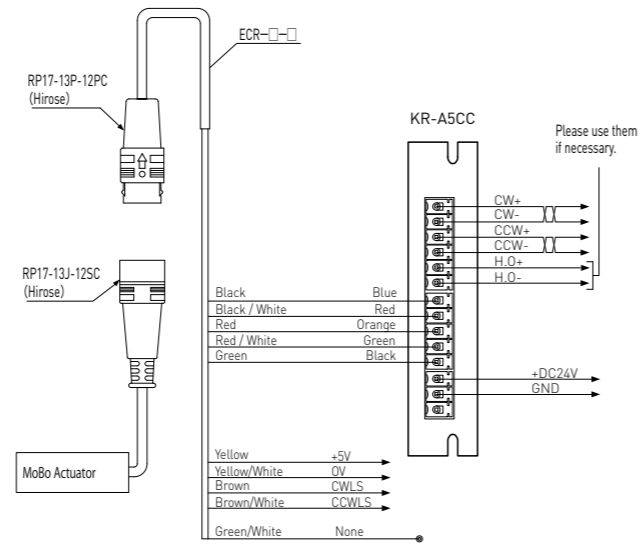 ECR-□-□
RP17-13P-12PC
(Hirose)
KR-A5CC
Please use them
if necessary.
CW+
CW-
CCW+
CCW-
H.O+
H.O-
RP17-13J-12SC
(Hirose)
Black Blue
Black / White Red
Red Orange
Red / White Green
Green Black
+DC24V
GND
MoBo Actuator
Yellow +5V
Yellow/White 0V
Brown CWLS
Brown/White CCWLS
Green/White None